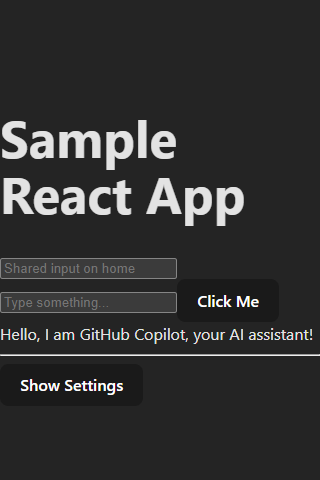 Sample
React App
Shared input on home
Type something...
Click Me
Hello, I am GitHub Copilot, your AI assistant!
Show Settings